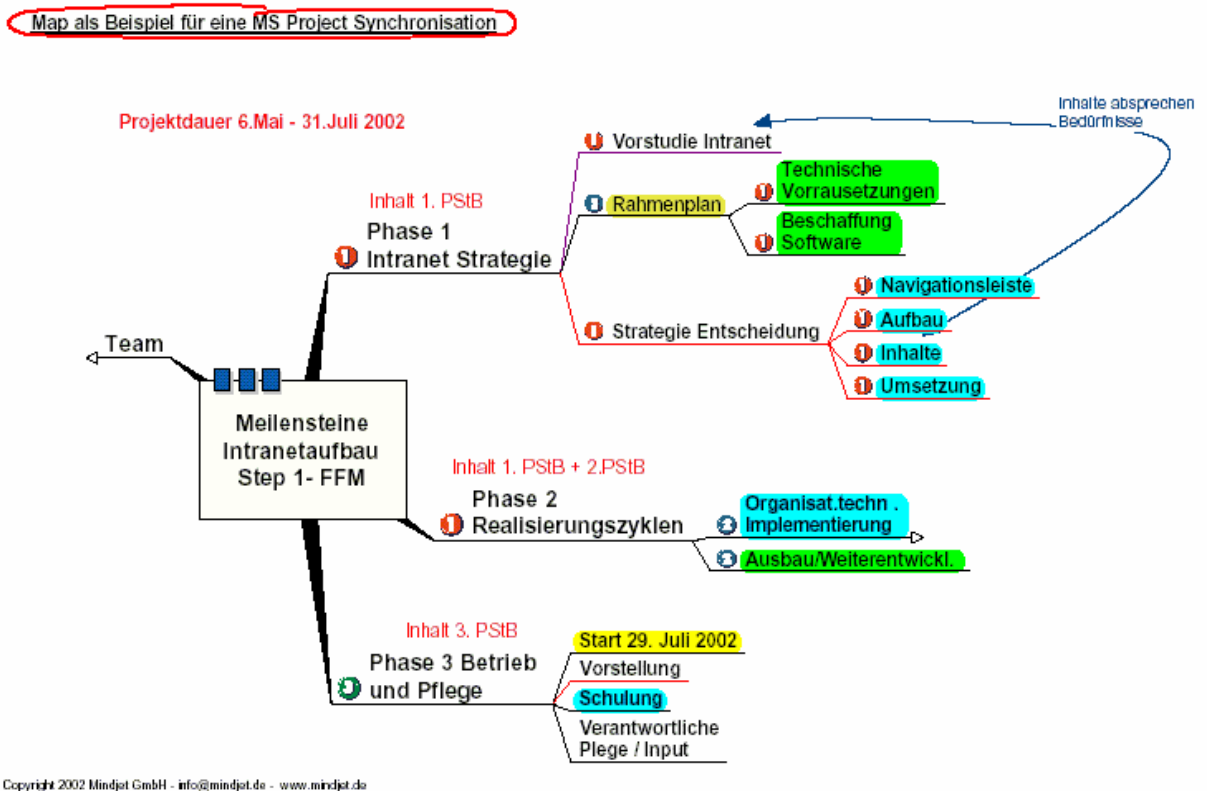 Map als Beispiel für eine MS Project Synchronisation
Projektdauer 6.Mai - 31.Juli 2002
Inhalte absprechen
Bedürfnisse
Vorstudie Intranet
Technische
Vorrausetzungen
Rahmenplan
Beschaffung
Software
Inhalt 1. PStB
Phase 1
Intranet Strategie
Navigationsleiste
Strategie Entscheidung
Aufbau
Inhalte
Umsetzung
Team
Meilensteine
Intranetaufbau
Step 1- FFM
Inhalt 1. PStB + 2.PStB
Phase 2
Realisierungszyklen
Organisat.techn .
Implementierung
Ausbau/Weiterentwickl.
Inhalt 3. PStB
Phase 3 Betrieb
und Pflege
Start 29. Juli 2002
Vorstellung
Schulung
Verantwortliche
Plege / Input
Copyright 2002 Mindjet GmbH - info@mindjet.de - www.mindjet.de